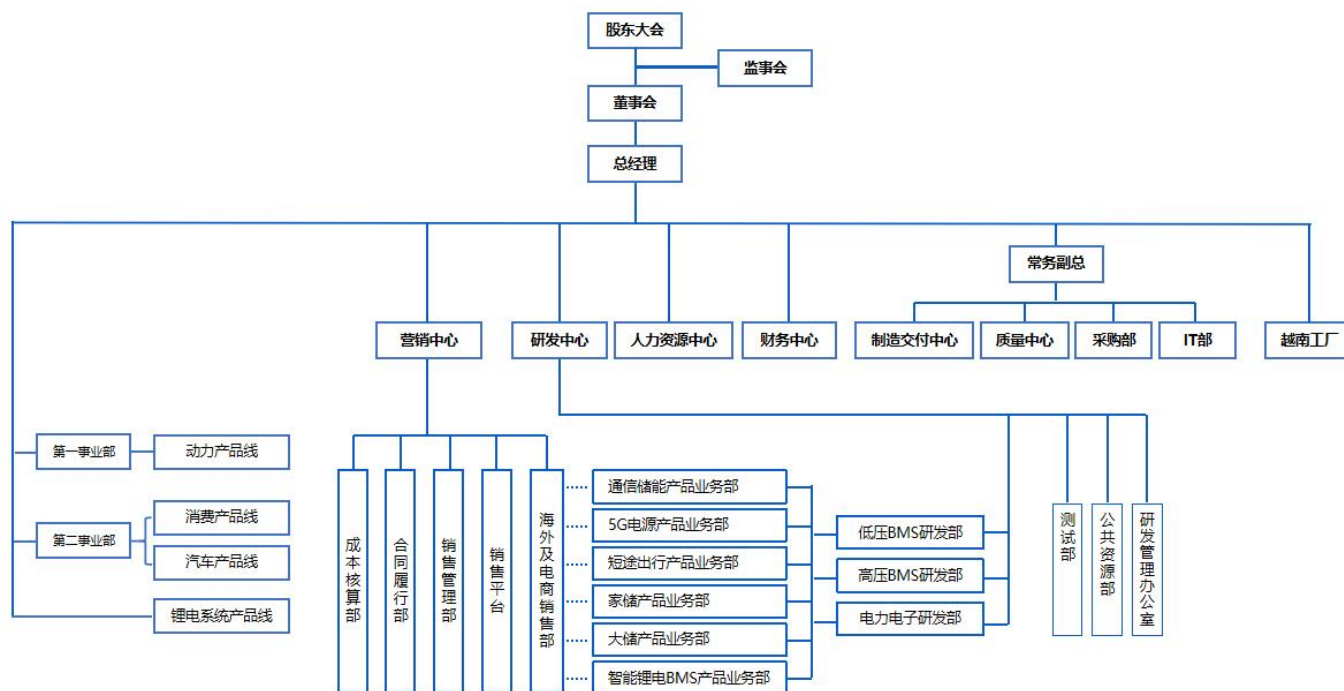 股东大会
监事会
董事会
总经理
常务副总
营销中心
研发中心
人力资源中心
财务中心
制造交付中心
质量中心
采购部
IT部
越南工厂
第一事业部
动力产品线
第二事业部
消费产品线
汽车产品线
锂电系统产品线
成本核算部
合同履行部
销售管理部
销售平台
海外及电商销售部
通信储能产品业务部
5G电源产品业务部
短途出行产品业务部
家储产品业务部
大储产品业务部
智能锂电BMS产品业务部
低压BMS研发部
高压BMS研发部
电力电子研发部
测试部
公共资源部
研发管理办公室